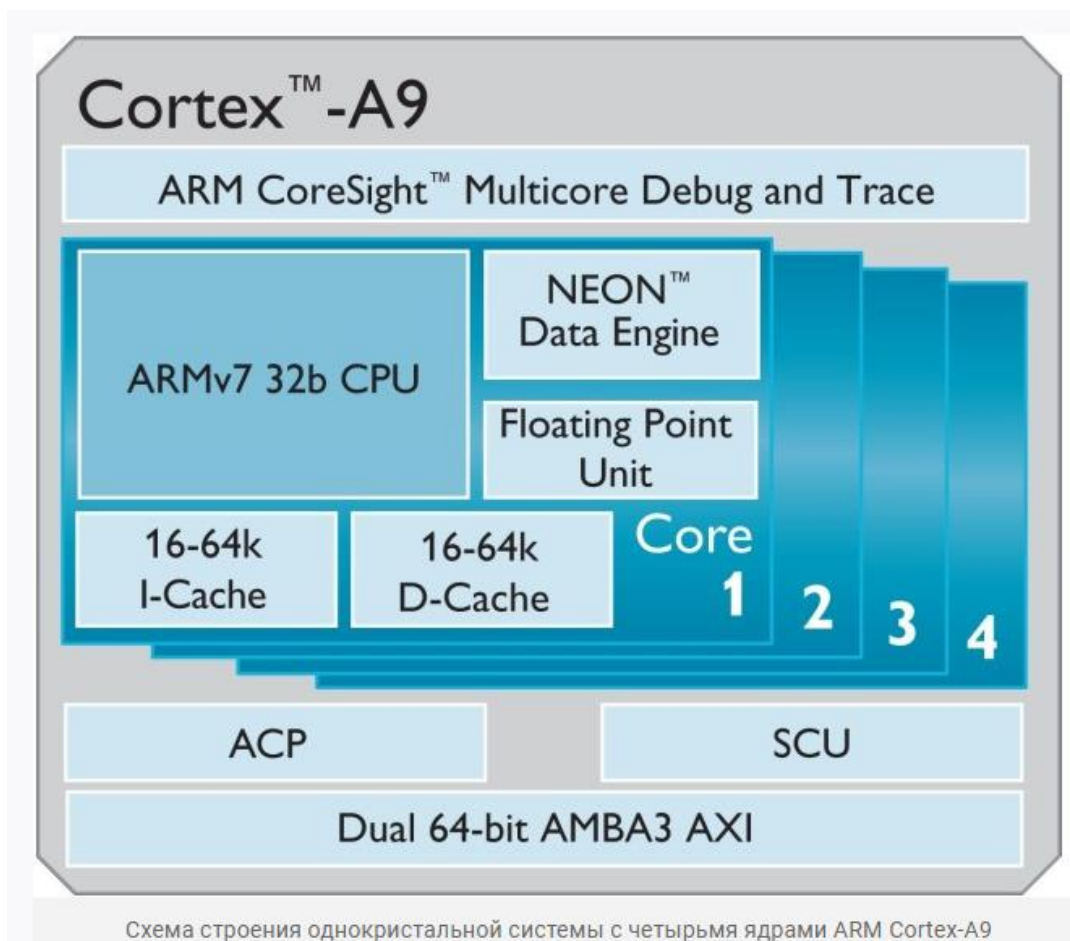 Cortex™-A9
ARM CoreSight™ Multicore Debug and Trace
ARMv7 32b CPU
NEON™
Data Engine
Floating Point
Unit
16-64k
I-Cache
16-64k
D-Cache
Core
1
2
3
4
ACP
SCU
Dual 64-bit AMBA3 AXI
Схема строения однокристальной системы с четырьмя ядрами ARM Cortex-A9